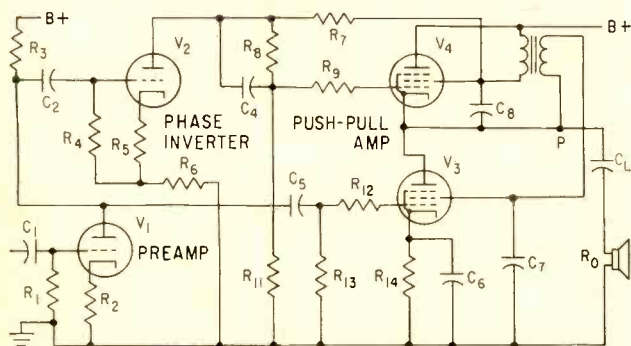 B+
R3
V2
R8
R7
V4
B+
C2
C4
R9
R4
R5
PHASE INVERTER
R6
PUSH-PULL AMP
C8
P
V3
C5
R12
CL
C1
V1
PREAMP
R1
R2
R11
R13
R14
C6
C7
RO